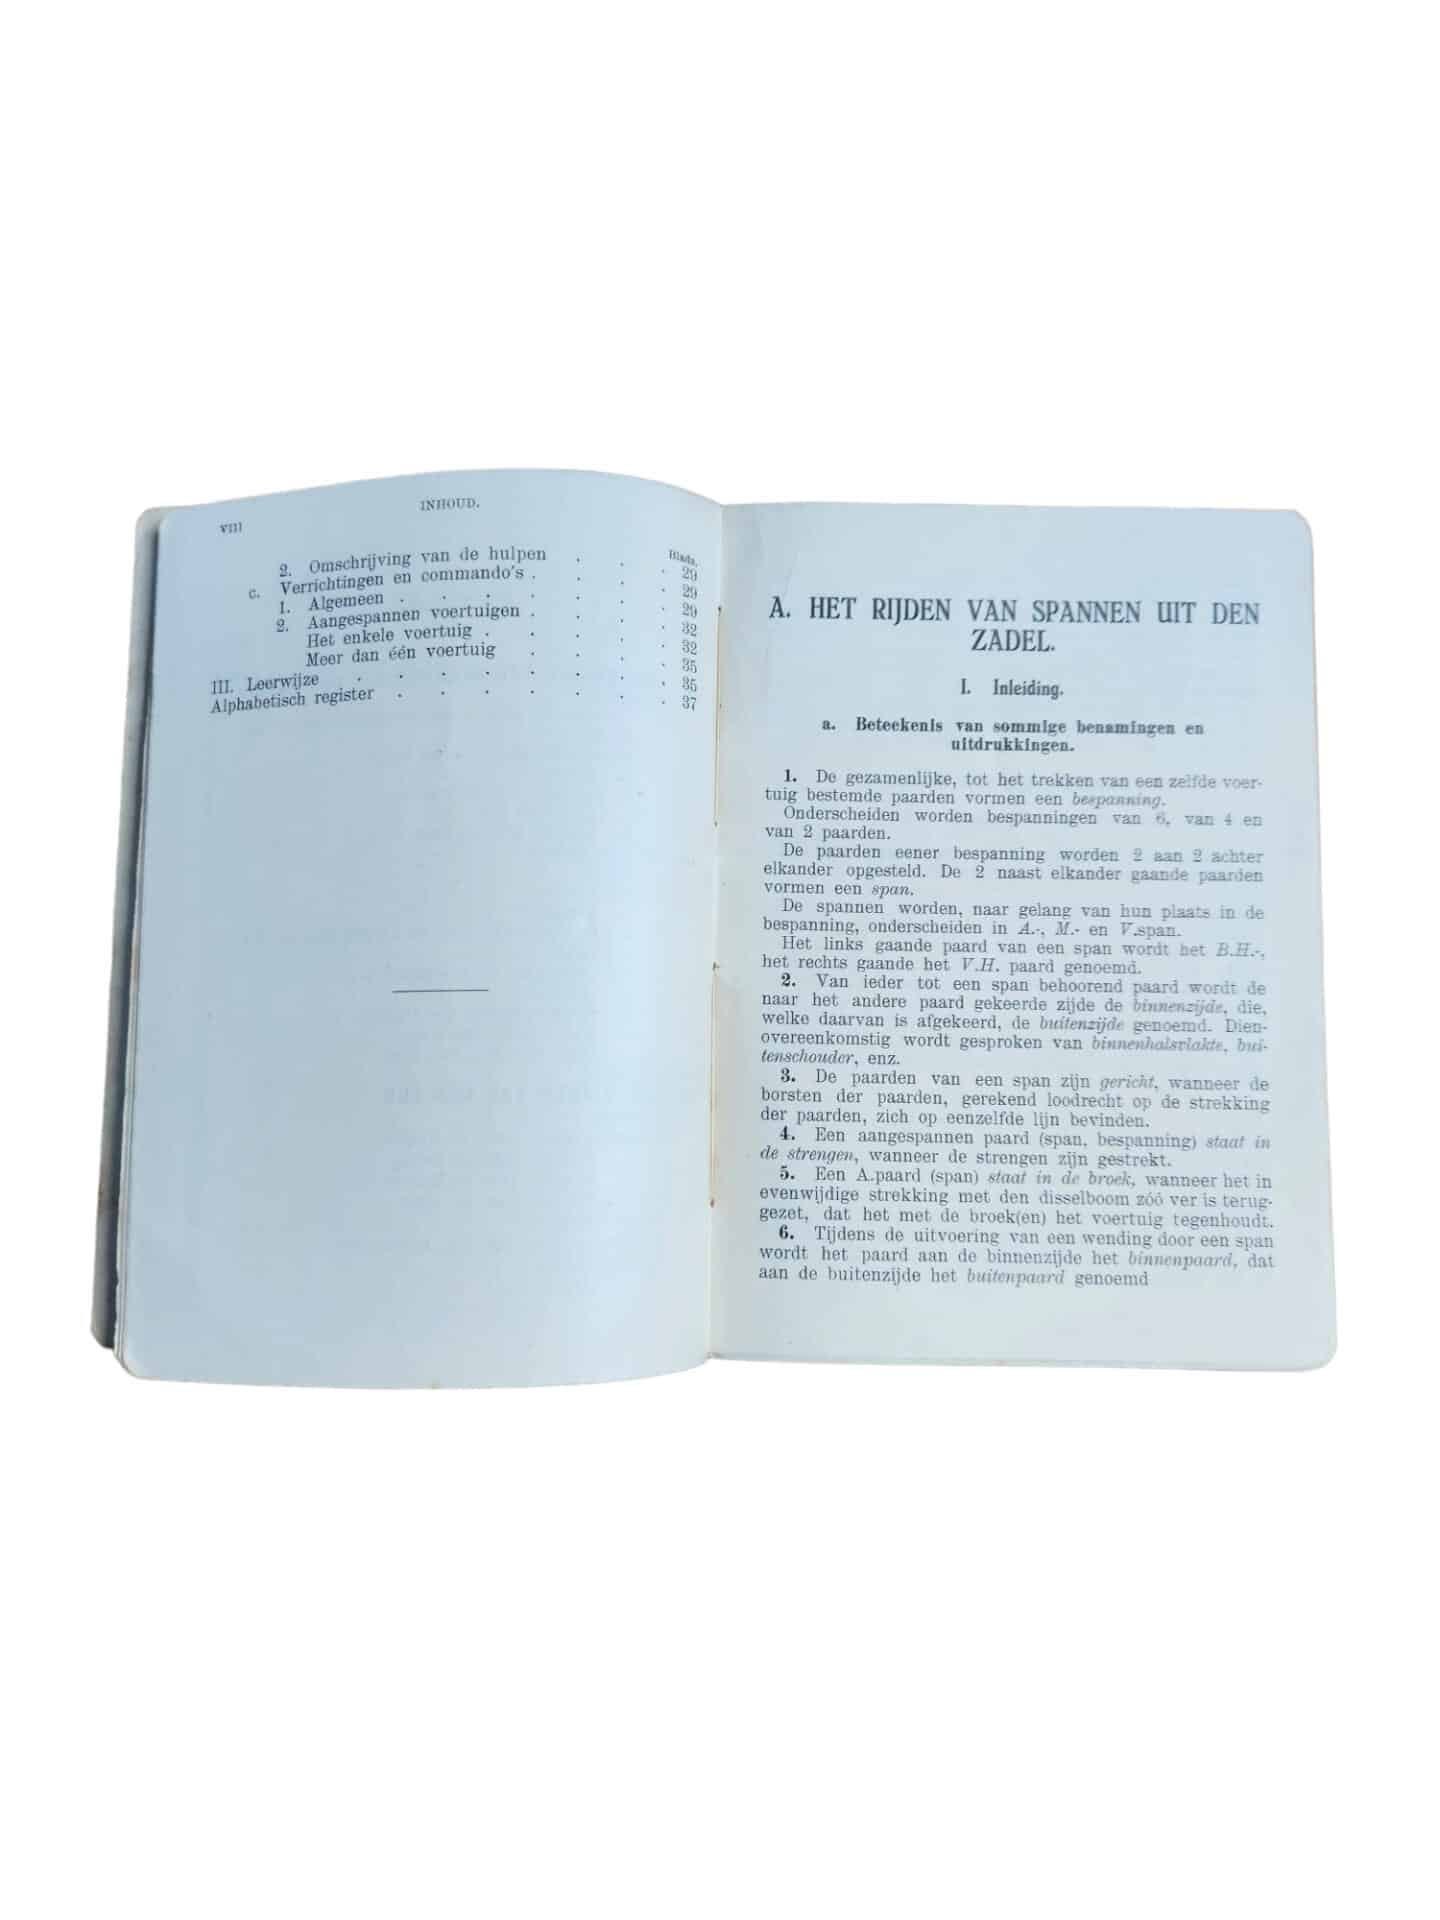 VIII
INHOUD.
Bladz.
2. Omschrijving van de hulpen . . . 29
c. Verrichtingen en commando's . . . . 29
1. Algemeen . . . . . . . 29
2. Aangespannen voertuigen . . . . 32
Het enkele voertuig . . . . . 32
Meer dan één voertuig . . . . 35
III. Leerwijze . . . . . . . . 35
Alphabetisch register . . . . . . . 37
A. HET RIJDEN VAN SPANNEN UIT DEN
ZADEL.
I. Inleiding.
a. Beteekenis van sommige benamingen en
uitdrukkingen.
1. De gezamenlijke, tot het trekken van een zelfde voer-
tuig bestemde paarden vormen een bespanning.
Onderscheiden worden bespanningen van 6, van 4 en
van 2 paarden.
De paarden eener bespanning worden 2 aan 2 achter
elkander opgesteld. De 2 naast elkander gaande paarden
vormen een span.
De spannen worden, naar gelang van hun plaats in de
bespanning, onderscheiden in A.-, M.- en V.span.
Het links gaande paard van een span wordt het B.H.-,
het rechts gaande het V.H. paard genoemd.
2. Van ieder tot een span behoorend paard wordt de
naar het andere paard gekeerde zijde de binnenzijde, die,
welke daarvan is afgekeerd, de buitenzijde genoemd. Dien-
overeenkomstig wordt gesproken van binnenhalsvlakte, bui-
tenschouder, enz.
3. De paarden van een span zijn gericht, wanneer de
borsten der paarden, gerekend loodrecht op de strekking
der paarden, zich op eenzelfde lijn bevinden.
4. Een aangespannen paard (span, bespanning) staat in
de strengen, wanneer de strengen zijn gestrekt.
5. Een A.paard (span) staat in de broek, wanneer het in
evenwijdige strekking met den disselboom zóó ver is terug-
gezet, dat het met de broek(en) het voertuig tegenhoudt.
6. Tijdens de uitvoering van een wending door een span
wordt het paard aan de binnenzijde het binnenpaard, dat
aan de buitenzijde het buitenpaard genoemd